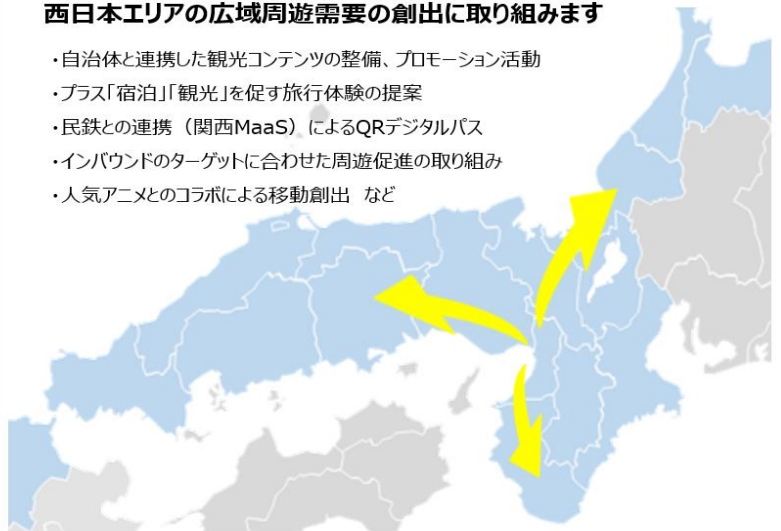 西日本エリアの広域周遊需要の創出に取り組みます
・自治体と連携した観光コンテンツの整備、プロモーション活動
・プラス「宿泊」「観光」を促す旅行体験の提案
・民鉄との連携（関西MaaS）によるQRデジタルパス
・インバウンドのターゲットに合わせた周遊促進の取り組み
・人気アニメとのコラボによる移動創出　など